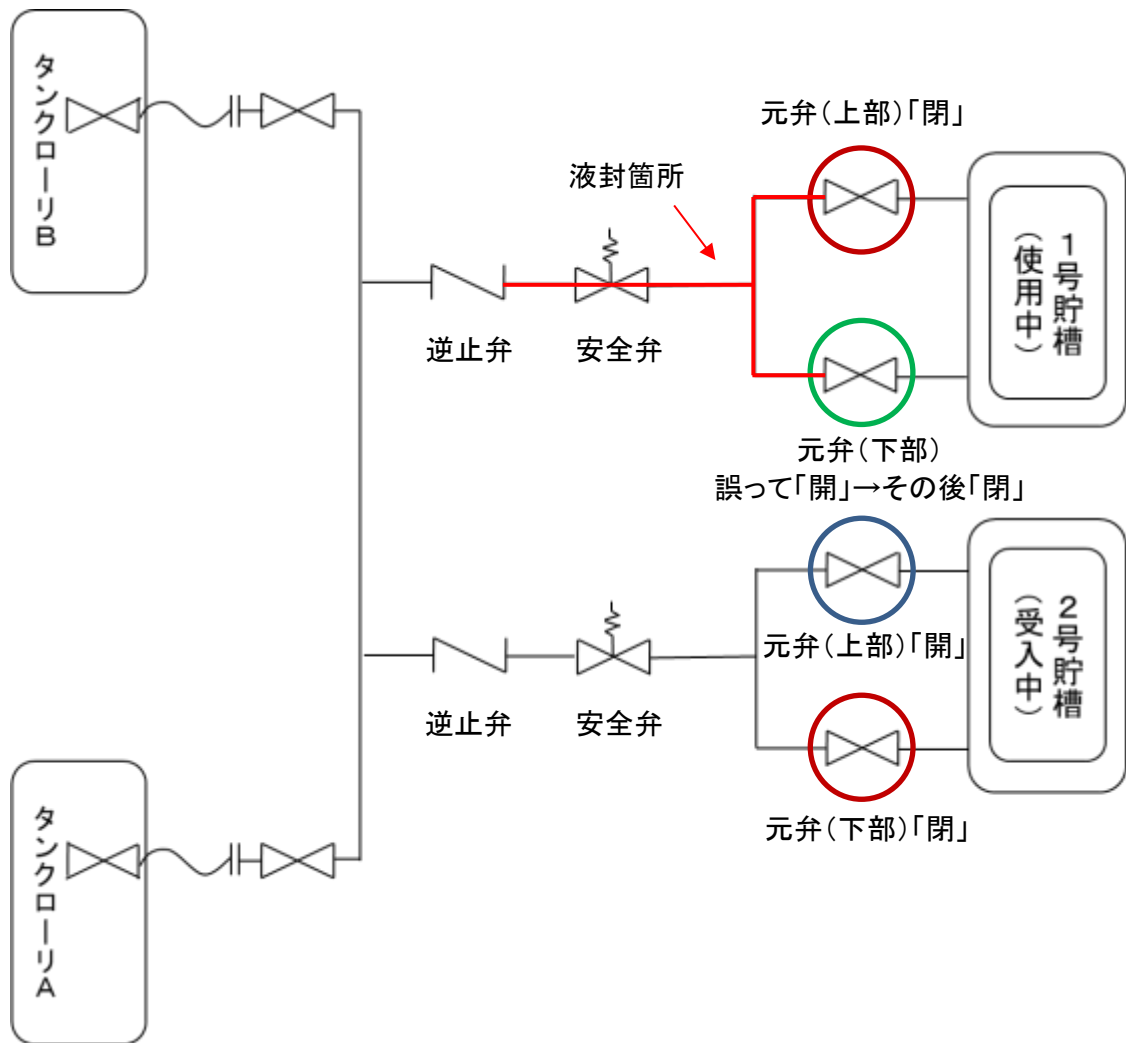 タンクローリB
元弁（上部）「閉」
液封箇所
1号貯槽
（使用中）
逆止弁
安全弁
元弁（下部）
誤って「開」→その後「閉」
2号貯槽
（受入中）
元弁（上部）「開」
逆止弁
安全弁
元弁（下部）「閉」
タンクローリA